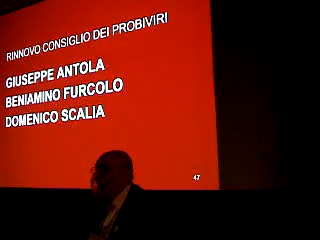 RINNOVO CONSIGLIO DEI PROBIVIRI
GIUSEPPE ANTOLA
BENIAMINO FURCOLO
DOMENICO SCALIA
47